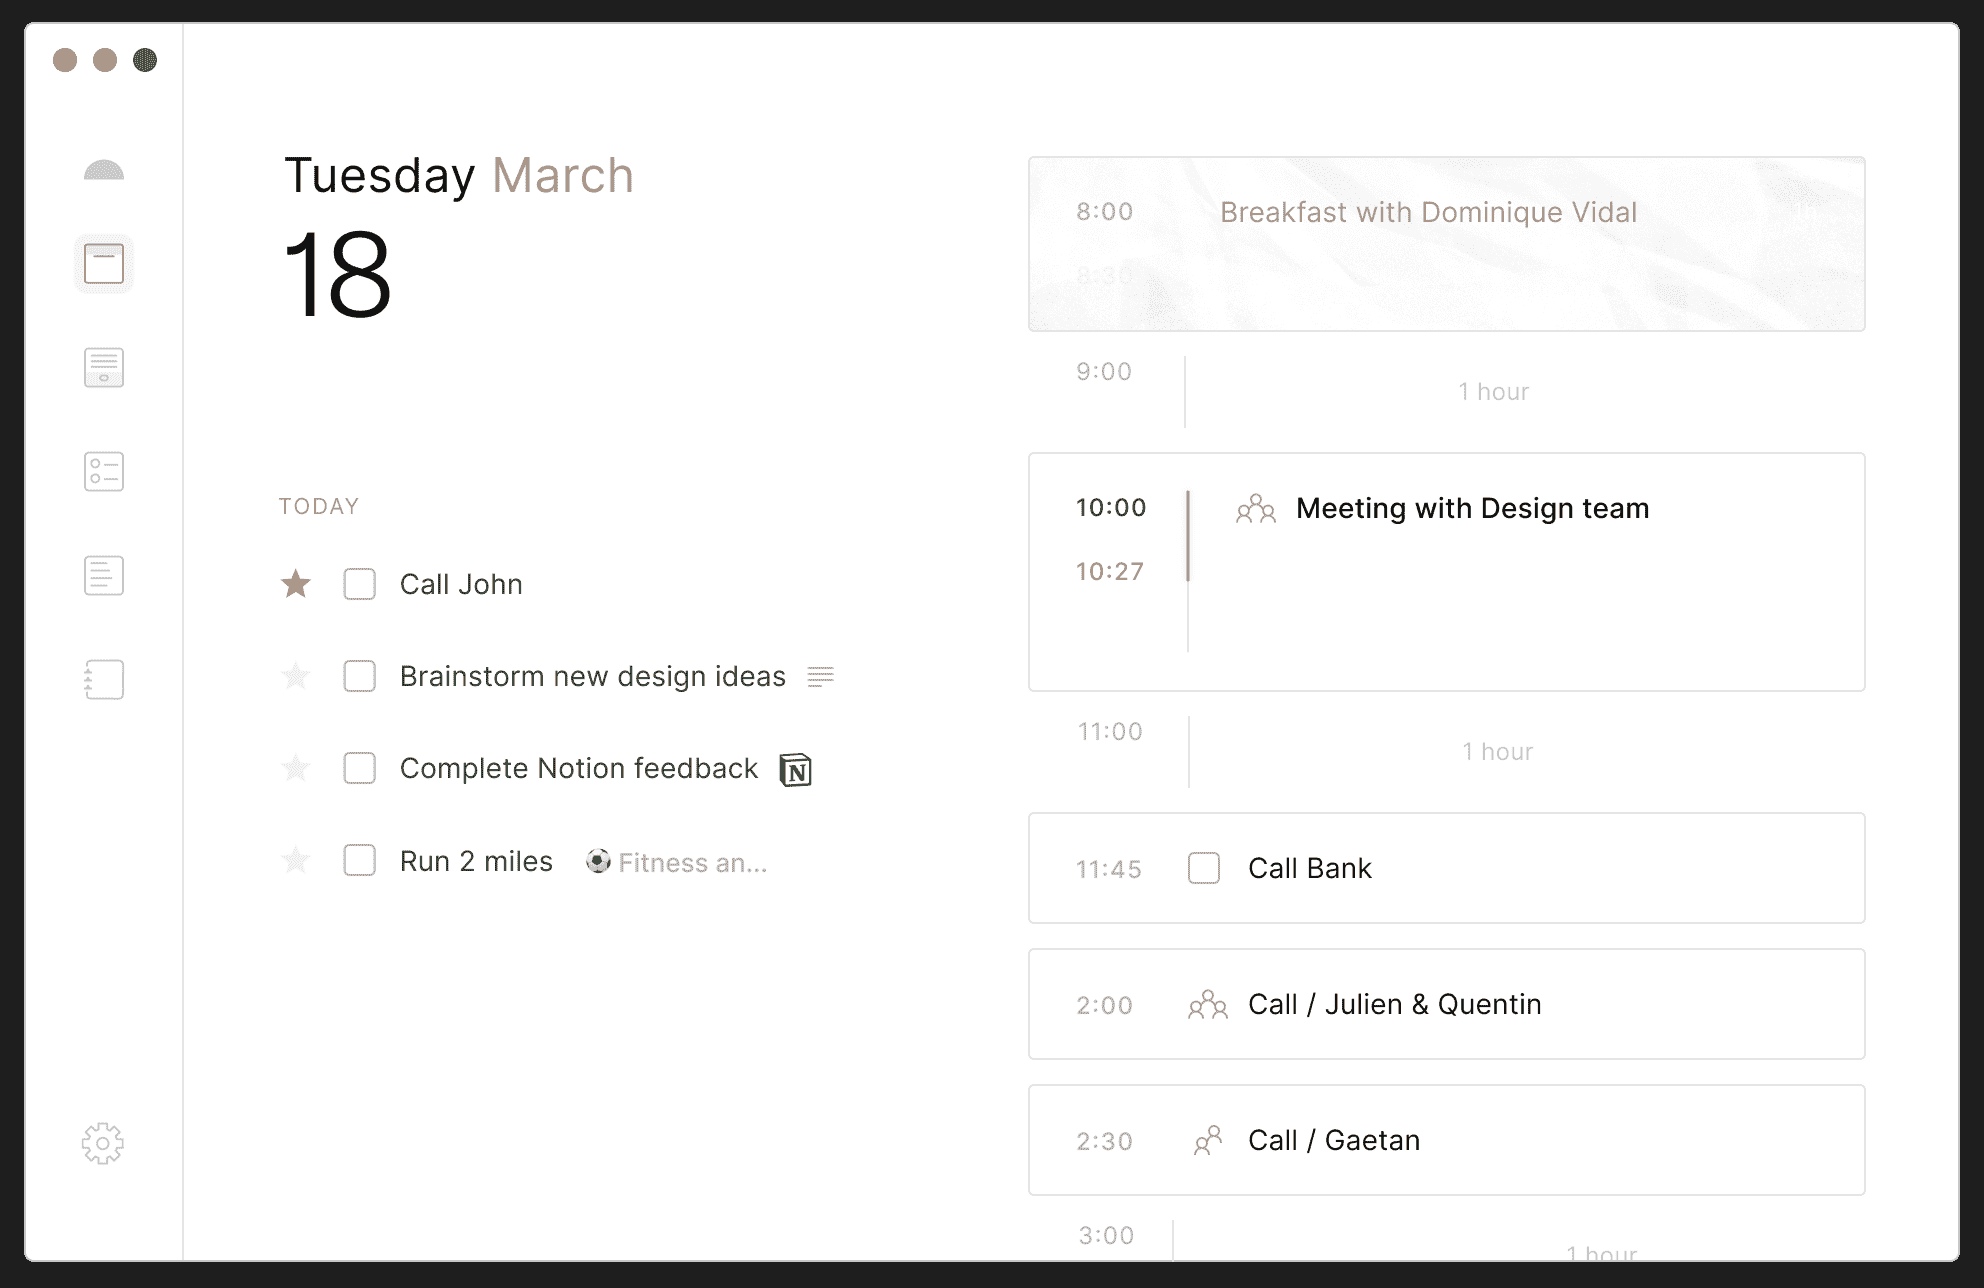 Tuesday March
18
TODAY
Call John
Brainstorm new design ideas
Complete Notion feedback N
Run 2 miles Fitness an...
8:00 Breakfast with Dominique Vidal
8:30
9:00 1 hour
10:00 Meeting with Design team
10:27
11:00 1 hour
11:45 Call Bank
2:00 Call / Julien & Quentin
2:30 Call / Gaetan
3:00 1 hour